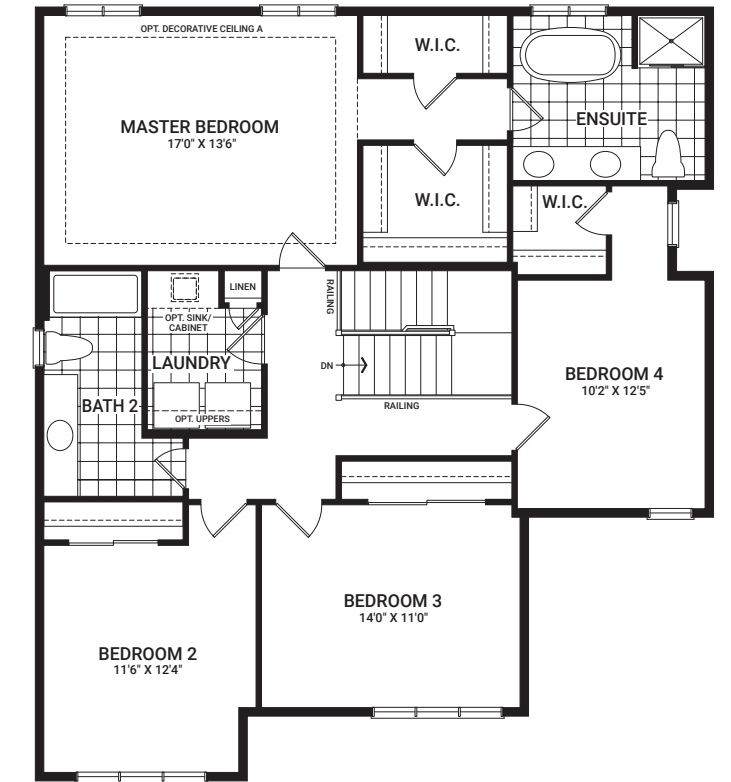 OPT. DECORATIVE CEILING A
W.I.C.
MASTER BEDROOM
17'0" X 13'6"
ENSUITE
W.I.C.
W.I.C.
LINEN
RAILING
OPT. SINK/
CABINET
LAUNDRY
DN
BEDROOM 4
10'2" X 12'5"
BATH 2
OPT. UPPERS
RAILING
BEDROOM 3
14'0" X 11'0"
BEDROOM 2
11'6" X 12'4"